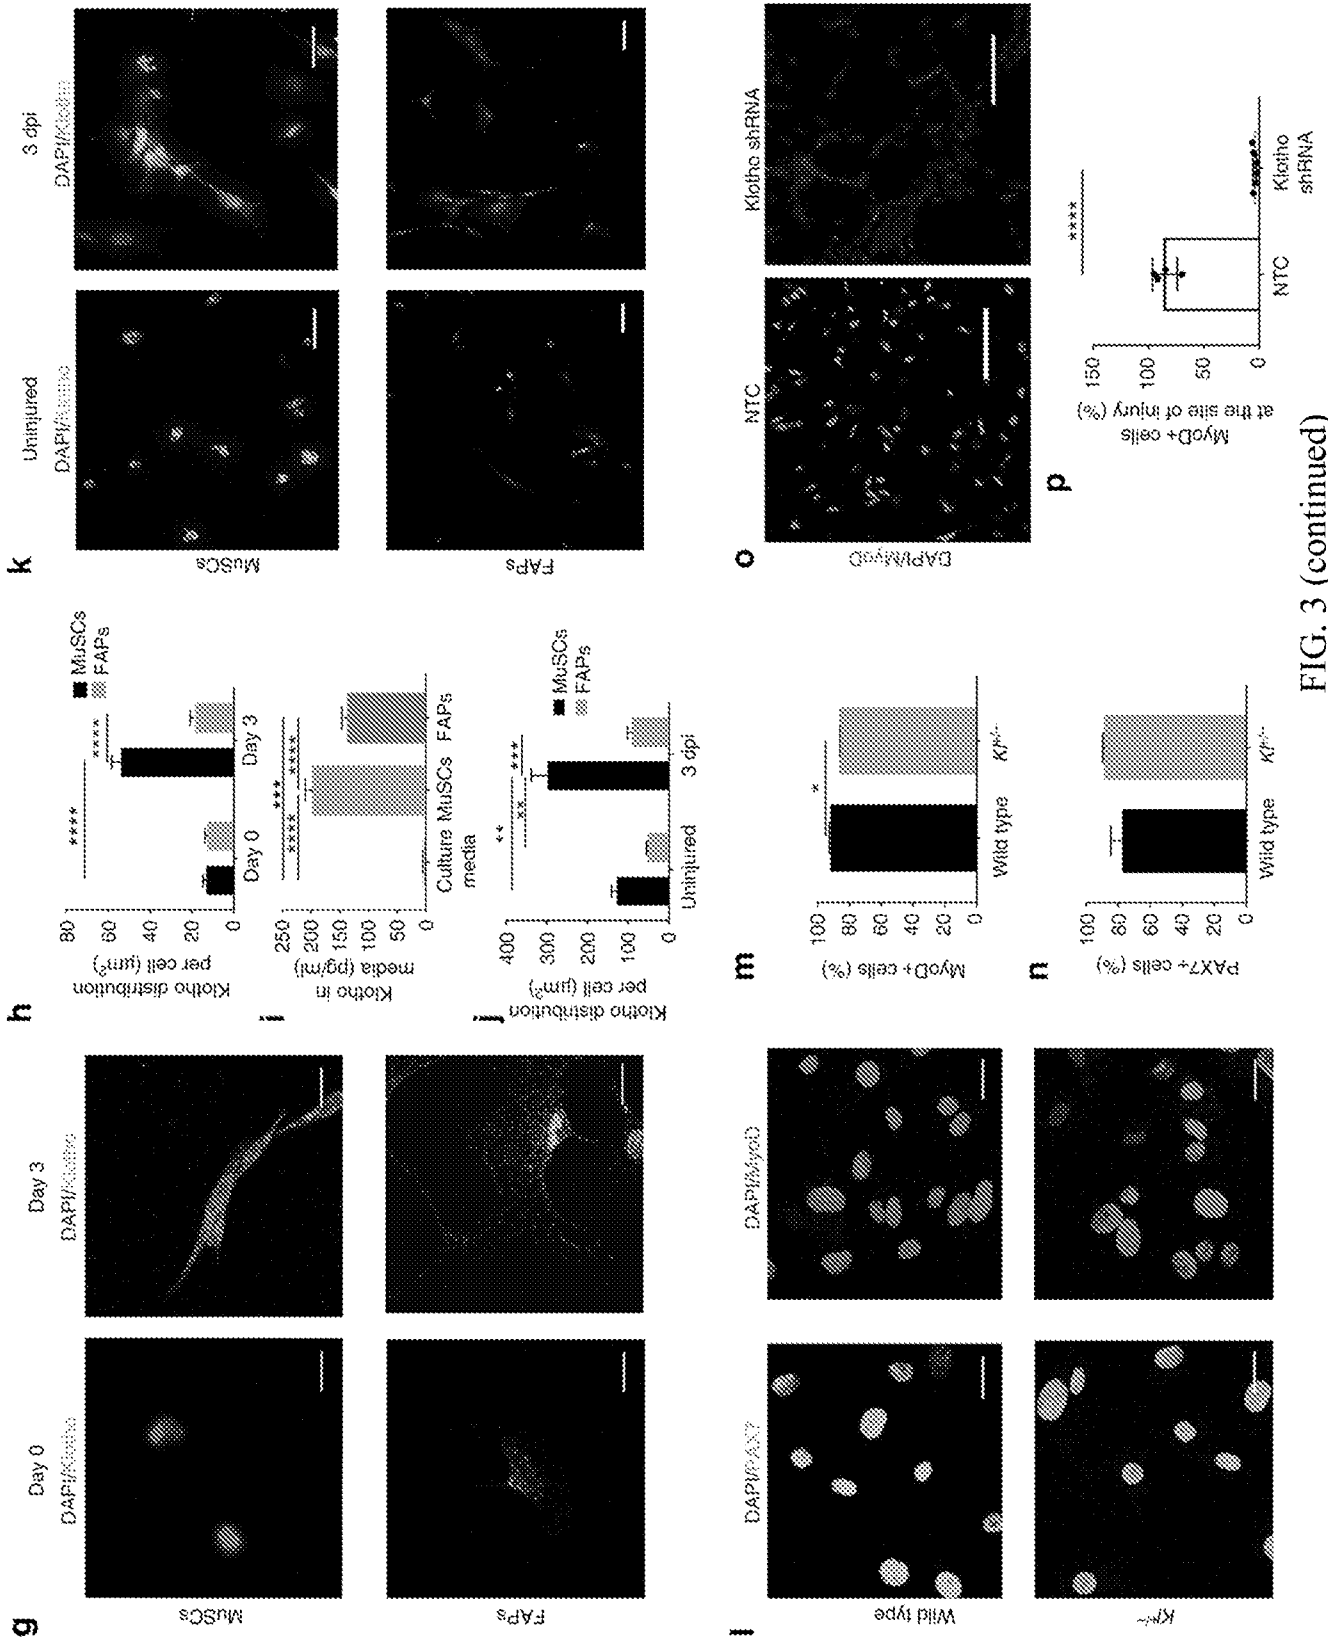 g
Day 0
DAPI/Klotho
Day 3
DAPI/Klotho
MuSCs
FAPs
h
Klotho distribution
per cell (µm²)
80
60
40
20
0
****
****
MuSCs
FAPs
Day 0
Day 3
i
Klotho in
media (pg/ml)
250
200
150
100
50
0
***
****
****
Culture
media
MuSCs
FAPs
j
Klotho distribution
per cell (µm²)
400
300
200
100
0
**
**
***
MuSCs
FAPs
Uninjured
3 dpi
k
Uninjured
DAPI/Klotho
3 dpi
DAPI/Klotho
MuSCs
FAPs
l
DAPI/PAX7
DAPI/MyoD
Wild type
Kl⁺/⁻
m
MyoD+ cells (%)
100
80
60
40
20
0
*
Wild type
Kl⁺/⁻
n
PAX7+ cells (%)
100
80
60
40
20
0
Wild type
Kl⁺/⁻
o
NTC
Klotho shRNA
DAPI/MyoD
p
MyoD+ cells
at the site of injury (%)
150
100
50
0
****
NTC
Klotho
shRNA
FIG. 3 (continued)